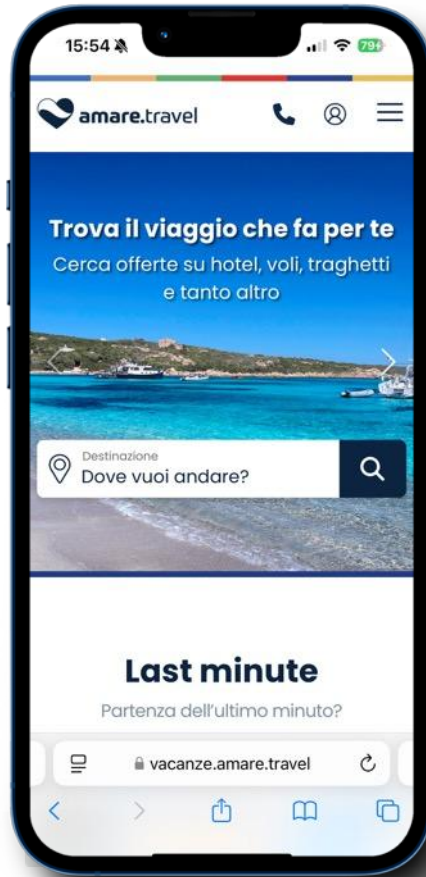 15:54
79
amare.travel
Trova il viaggio che fa per te
Cerca offerte su hotel, voli, traghetti
e tanto altro
Destinazione
Dove vuoi andare?
Last minute
Partenza dell'ultimo minuto?
vacanze.amare.travel